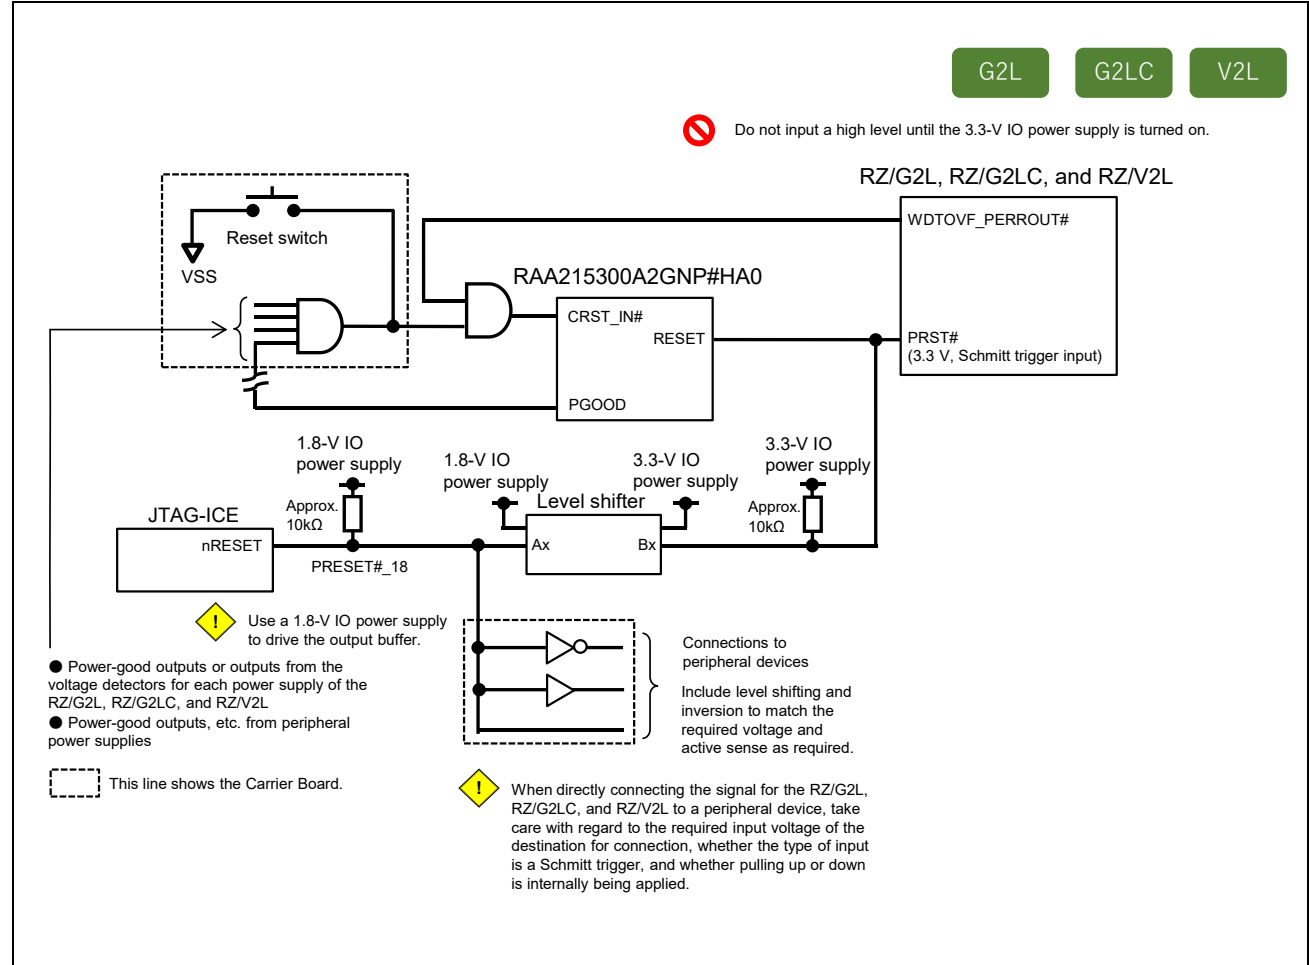 G2L
G2LC
V2L
Do not input a high level until the 3.3-V IO power supply is turned on.
RZ/G2L, RZ/G2LC, and RZ/V2L
WDTOVF_PERROUT#
Reset switch
VSS
RAA215300A2GNP#HA0
CRST_IN#
RESET
PGOOD
PRST#
(3.3 V, Schmitt trigger input)
1.8-V IO
power supply
1.8-V IO
power supply
3.3-V IO
power supply
3.3-V IO
power supply
Approx.
10kΩ
Level shifter
Approx.
10kΩ
JTAG-ICE
nRESET
Ax
Bx
PRESET#_18
!
Use a 1.8-V IO power supply
to drive the output buffer.
Connections to
peripheral devices
Include level shifting and
inversion to match the
required voltage and
active sense as required.
● Power-good outputs or outputs from the
voltage detectors for each power supply of the
RZ/G2L, RZ/G2LC, and RZ/V2L
● Power-good outputs, etc. from peripheral
power supplies
This line shows the Carrier Board.
!
When directly connecting the signal for the RZ/G2L,
RZ/G2LC, and RZ/V2L to a peripheral device, take
care with regard to the required input voltage of the
destination for connection, whether the type of input
is a Schmitt trigger, and whether pulling up or down
is internally being applied.